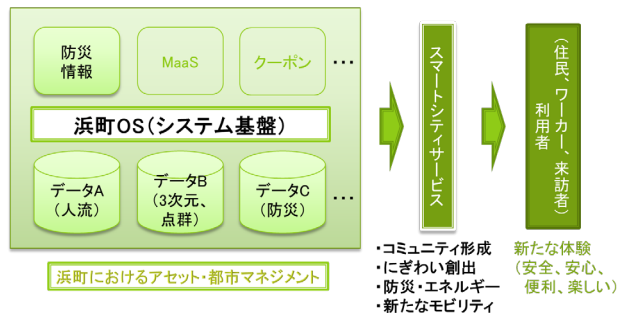 防災
情報
MaaS
クーポン
…
浜町OS（システム基盤）
データA
（人流）
データB
（3次元、
点群）
データC
（防災）
…
浜町におけるアセット・都市マネジメント
スマートシティサービス
・コミュニティ形成
・にぎわい創出
・防災・エネルギー
・新たなモビリティ
利用者
（住民、ワーカー、来訪者）
新たな体験
（安全、安心、
便利、楽しい）